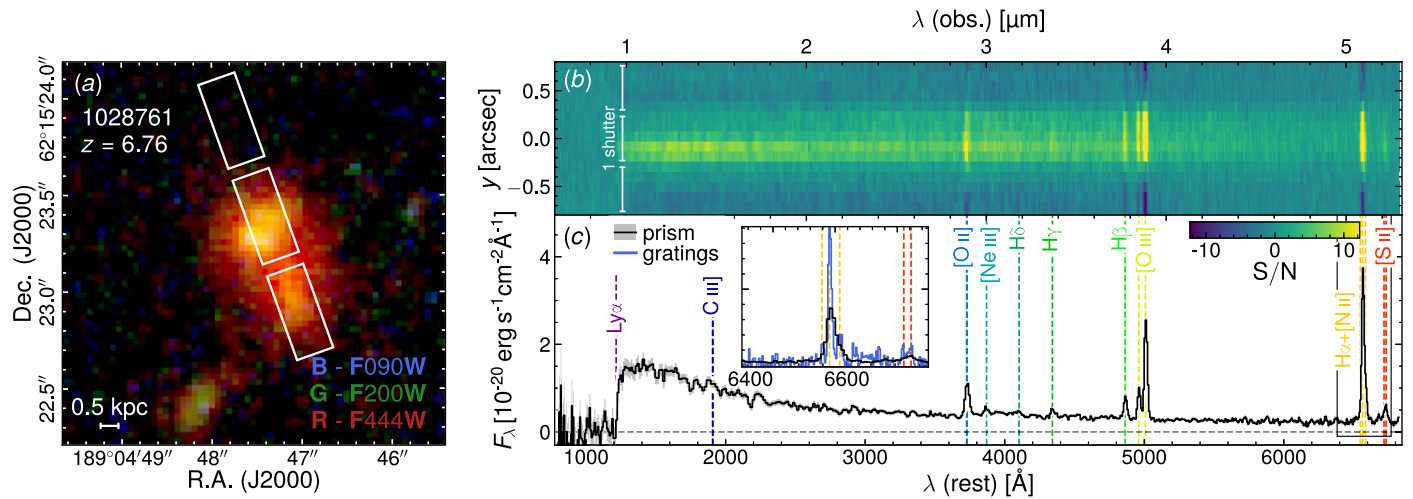 (a)
1028761
z = 6.76
B - F090W
G - F200W
R - F444W
0.5 kpc
Dec. (J2000)
62°15′24.0″
23.5″
23.0″
22.5″
189:04′49″ 48″ 47″ 46″
R.A. (J2000)
λ (obs.) [μm]
1 2 3 4 5
(b)
1 shutter
y [arcsec]
0.5
0.0
−0.5
(c)
prism
gratings
6400 6600
Lyα
C III]
[O II]
[Ne III]
Hδ
Hγ
Hβ
[O III]
Hα+[N II]
[S II]
−10 0 10
S/N
F_λ [10⁻²⁰ erg s⁻¹cm⁻²Å⁻¹]
4
2
0
1000 2000 3000 4000 5000 6000
λ (rest) [Å]